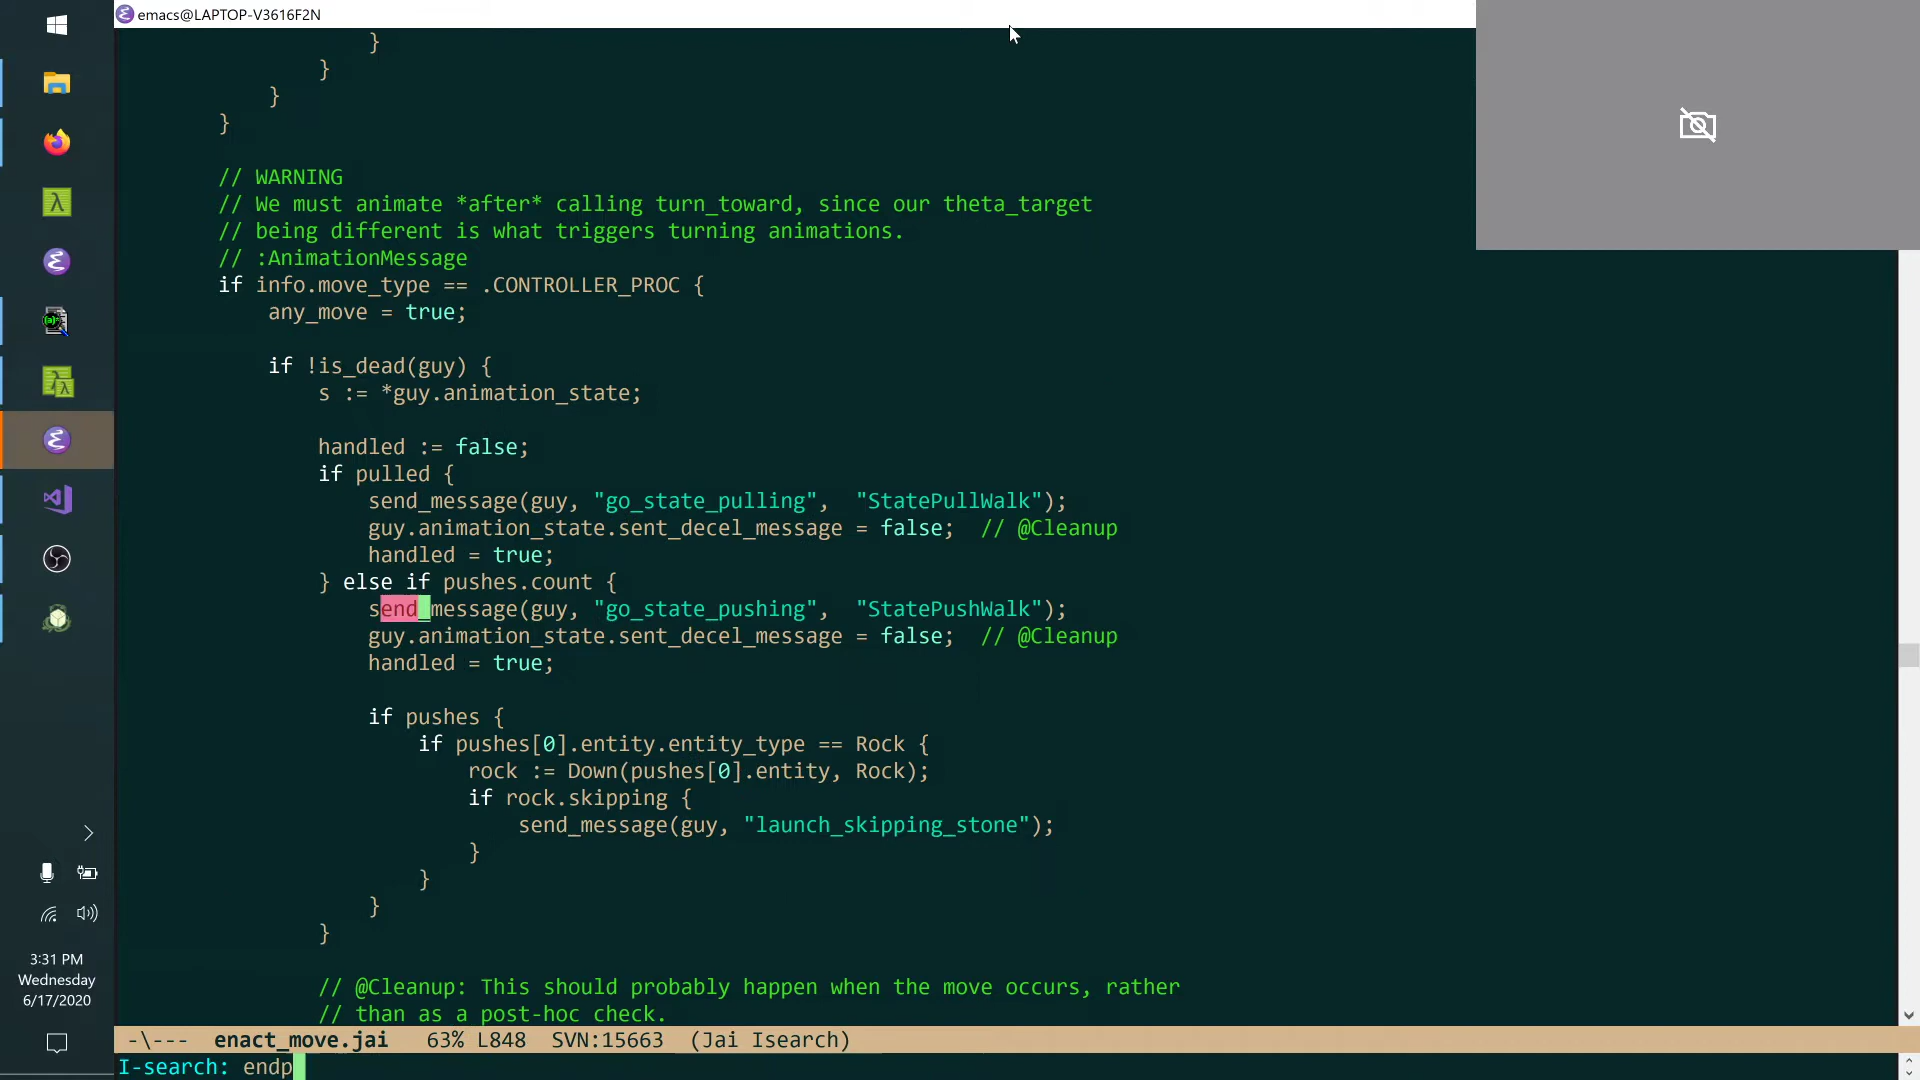 emacs@LAPTOP-V3616F2N
}
}
}
}
// WARNING
// We must animate *after* calling turn_toward, since our theta_target
// being different is what triggers turning animations.
// :AnimationMessage
if info.move_type == .CONTROLLER_PROC {
any_move = true;
if !is_dead(guy) {
s := *guy.animation_state;
handled := false;
if pulled {
send_message(guy, "go_state_pulling",  "StatePullWalk");
guy.animation_state.sent_decel_message = false;  // @Cleanup
handled = true;
} else if pushes.count {
send_message(guy, "go_state_pushing",  "StatePushWalk");
guy.animation_state.sent_decel_message = false;  // @Cleanup
handled = true;
if pushes {
if pushes[0].entity.entity_type == Rock {
rock := Down(pushes[0].entity, Rock);
if rock.skipping {
send_message(guy, "launch_skipping_stone");
}
}
}
}
// @Cleanup: This should probably happen when the move occurs, rather
// than as a post-hoc check.
-\---  enact_move.jai   63% L848  SVN:15663  (Jai Isearch)
I-search: endp
3:31 PM
Wednesday
6/17/2020